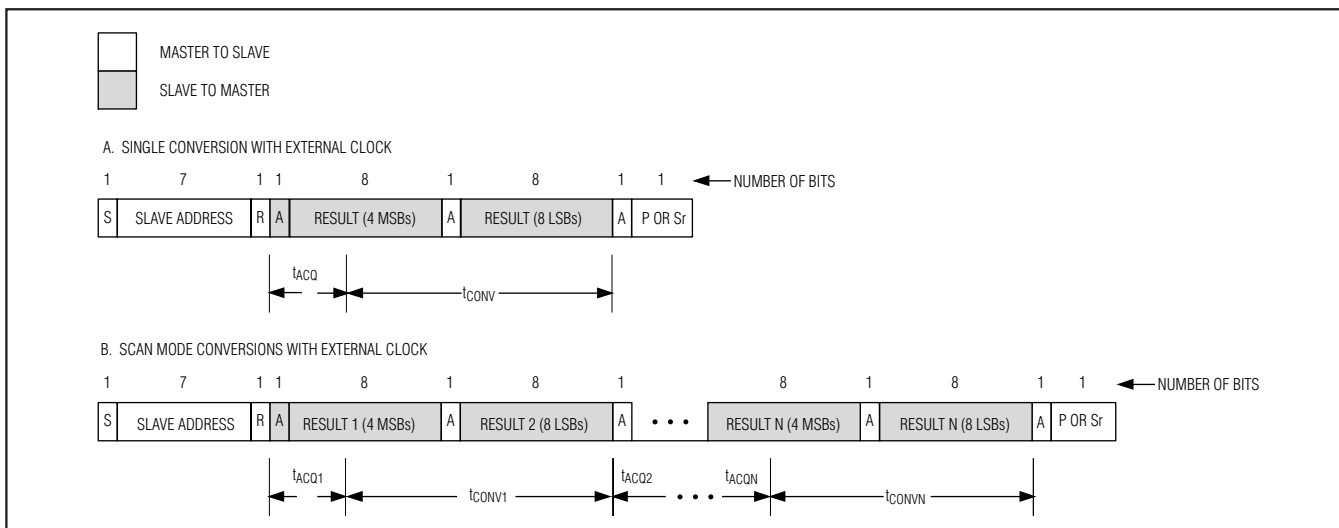 MASTER TO SLAVE
SLAVE TO MASTER
A. SINGLE CONVERSION WITH EXTERNAL CLOCK
1 7 1 1 8 1 8 1 1 NUMBER OF BITS
S SLAVE ADDRESS R A RESULT (4 MSBs) A RESULT (8 LSBs) A P OR Sr
tACQ
tCONV
B. SCAN MODE CONVERSIONS WITH EXTERNAL CLOCK
1 7 1 1 8 1 8 1 8 1 8 1 1 NUMBER OF BITS
S SLAVE ADDRESS R A RESULT 1 (4 MSBs) A RESULT 2 (8 LSBs) A • • • RESULT N (4 MSBs) A RESULT N (8 LSBs) A P OR Sr
tACQ1 tACQ2 tACQN
tCONV1 • • • tCONVN